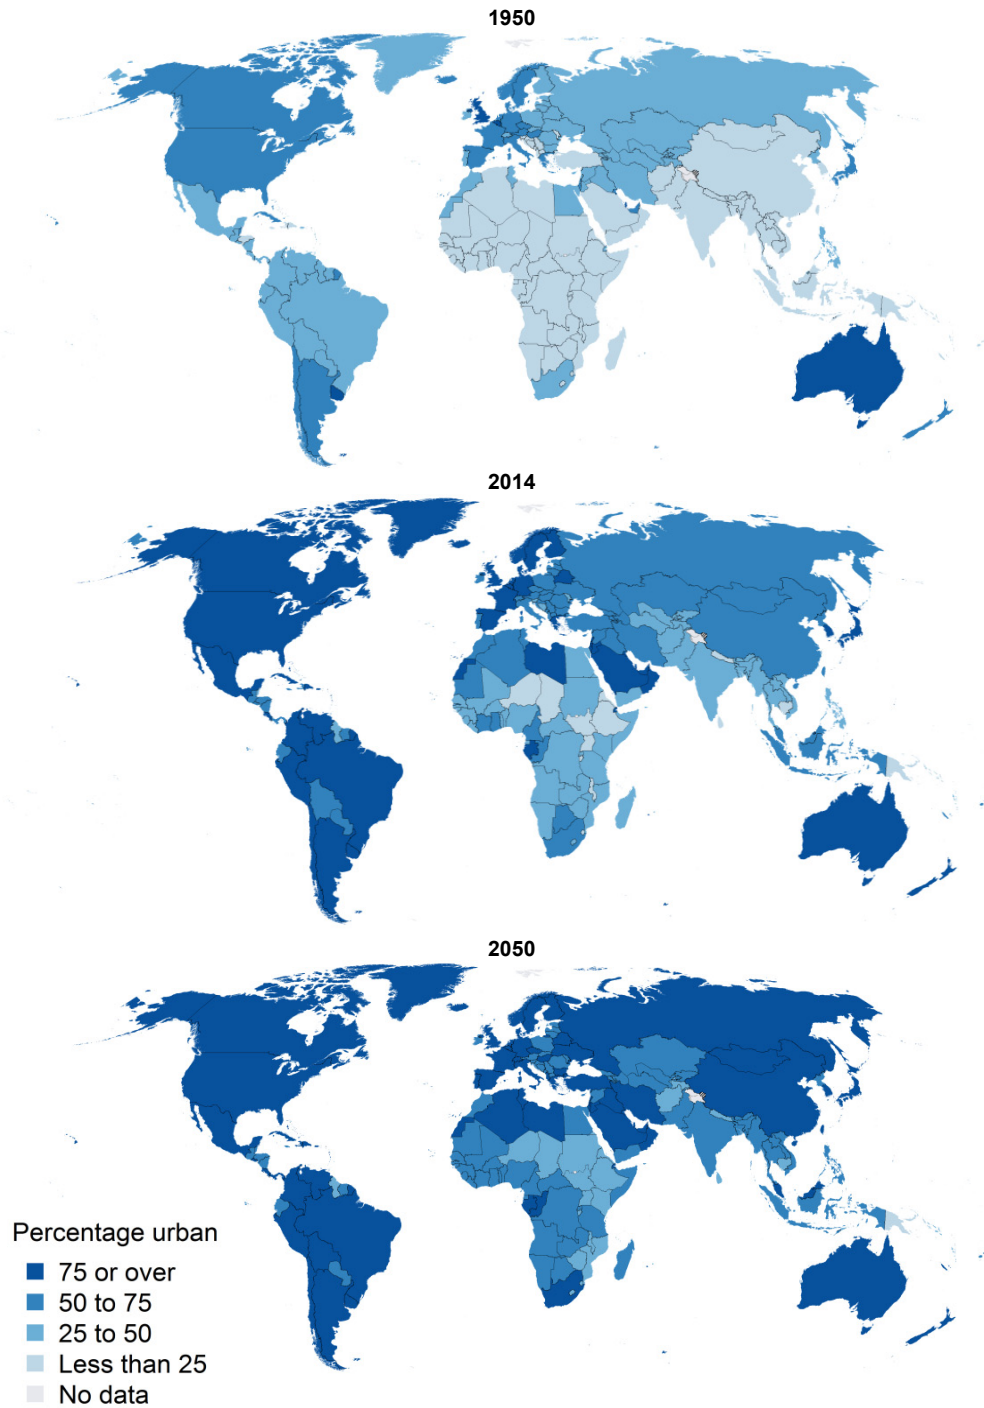 1950
2014
2050
Percentage urban
75 or over
50 to 75
25 to 50
Less than 25
No data